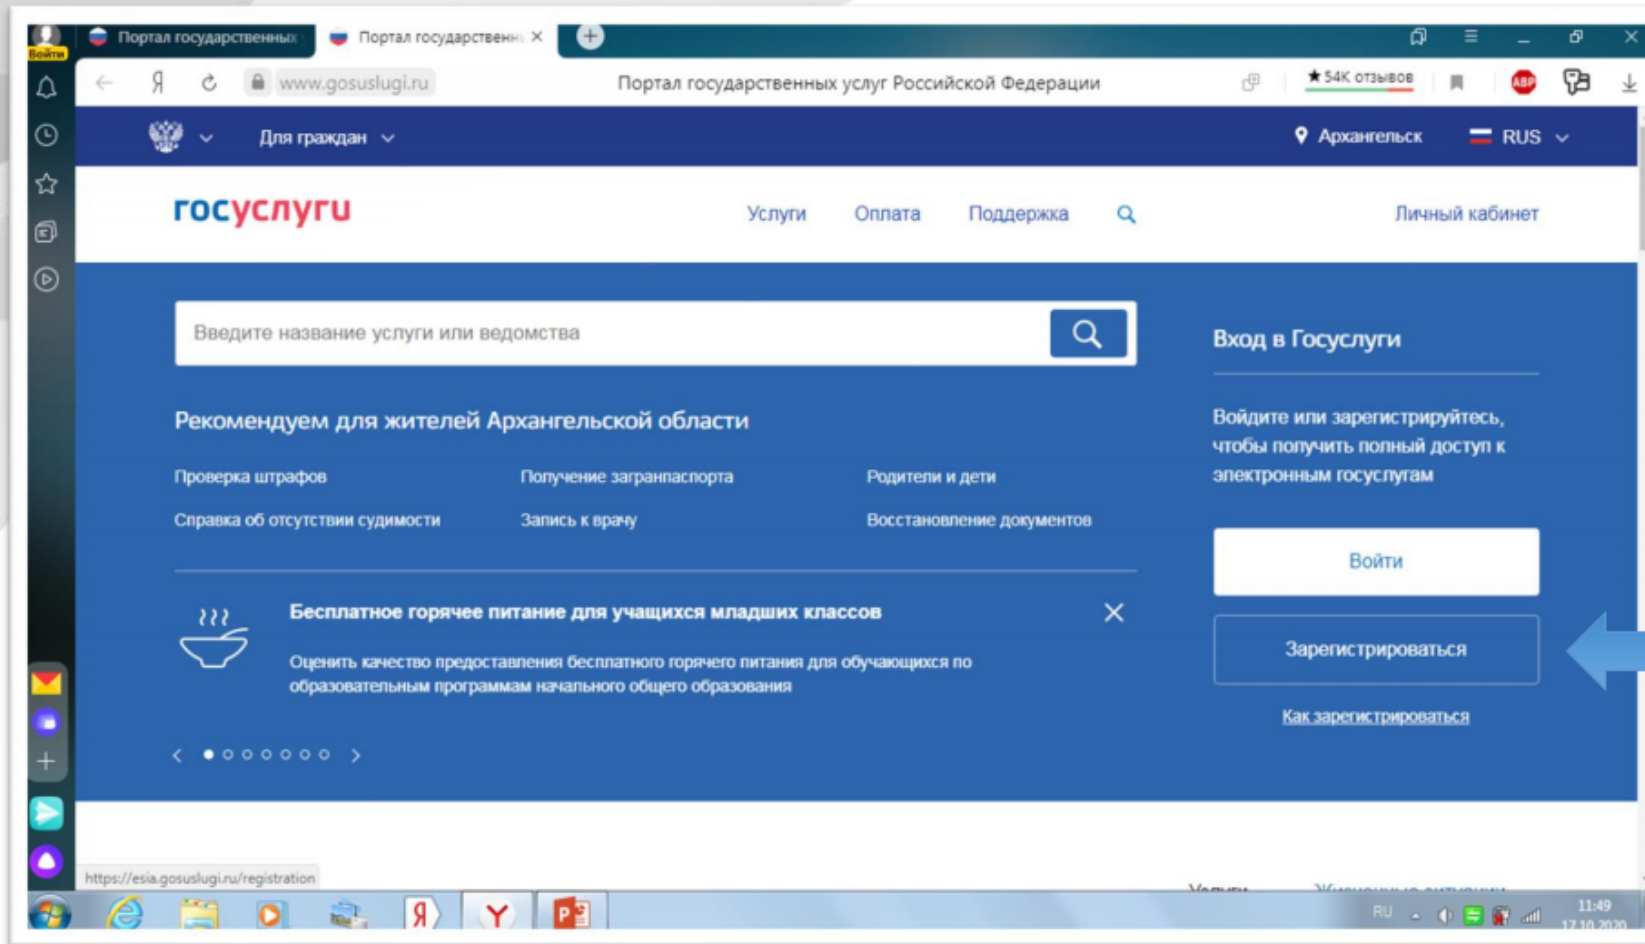 Войти
Портал государственных
Портал государственн
www.gosuslugi.ru
Портал государственных услуг Российской Федерации
★ 54К отзывов
ABP
Для граждан
Архангельск
RUS
госуслуги
Услуги
Оплата
Поддержка
Личный кабинет
Введите название услуги или ведомства
Рекомендуем для жителей Архангельской области
Проверка штрафов
Получение загранпаспорта
Родители и дети
Справка об отсутствии судимости
Запись к врачу
Восстановление документов
Бесплатное горячее питание для учащихся младших классов
Оценить качество предоставления бесплатного горячего питания для обучающихся по
образовательным программам начального общего образования
Вход в Госуслуги
Войдите или зарегистрируйтесь,
чтобы получить полный доступ к
электронным госуслугам
Войти
Зарегистрироваться
Как зарегистрироваться
https://esia.gosuslugi.ru/registration
RU
11:49
17.10.2020